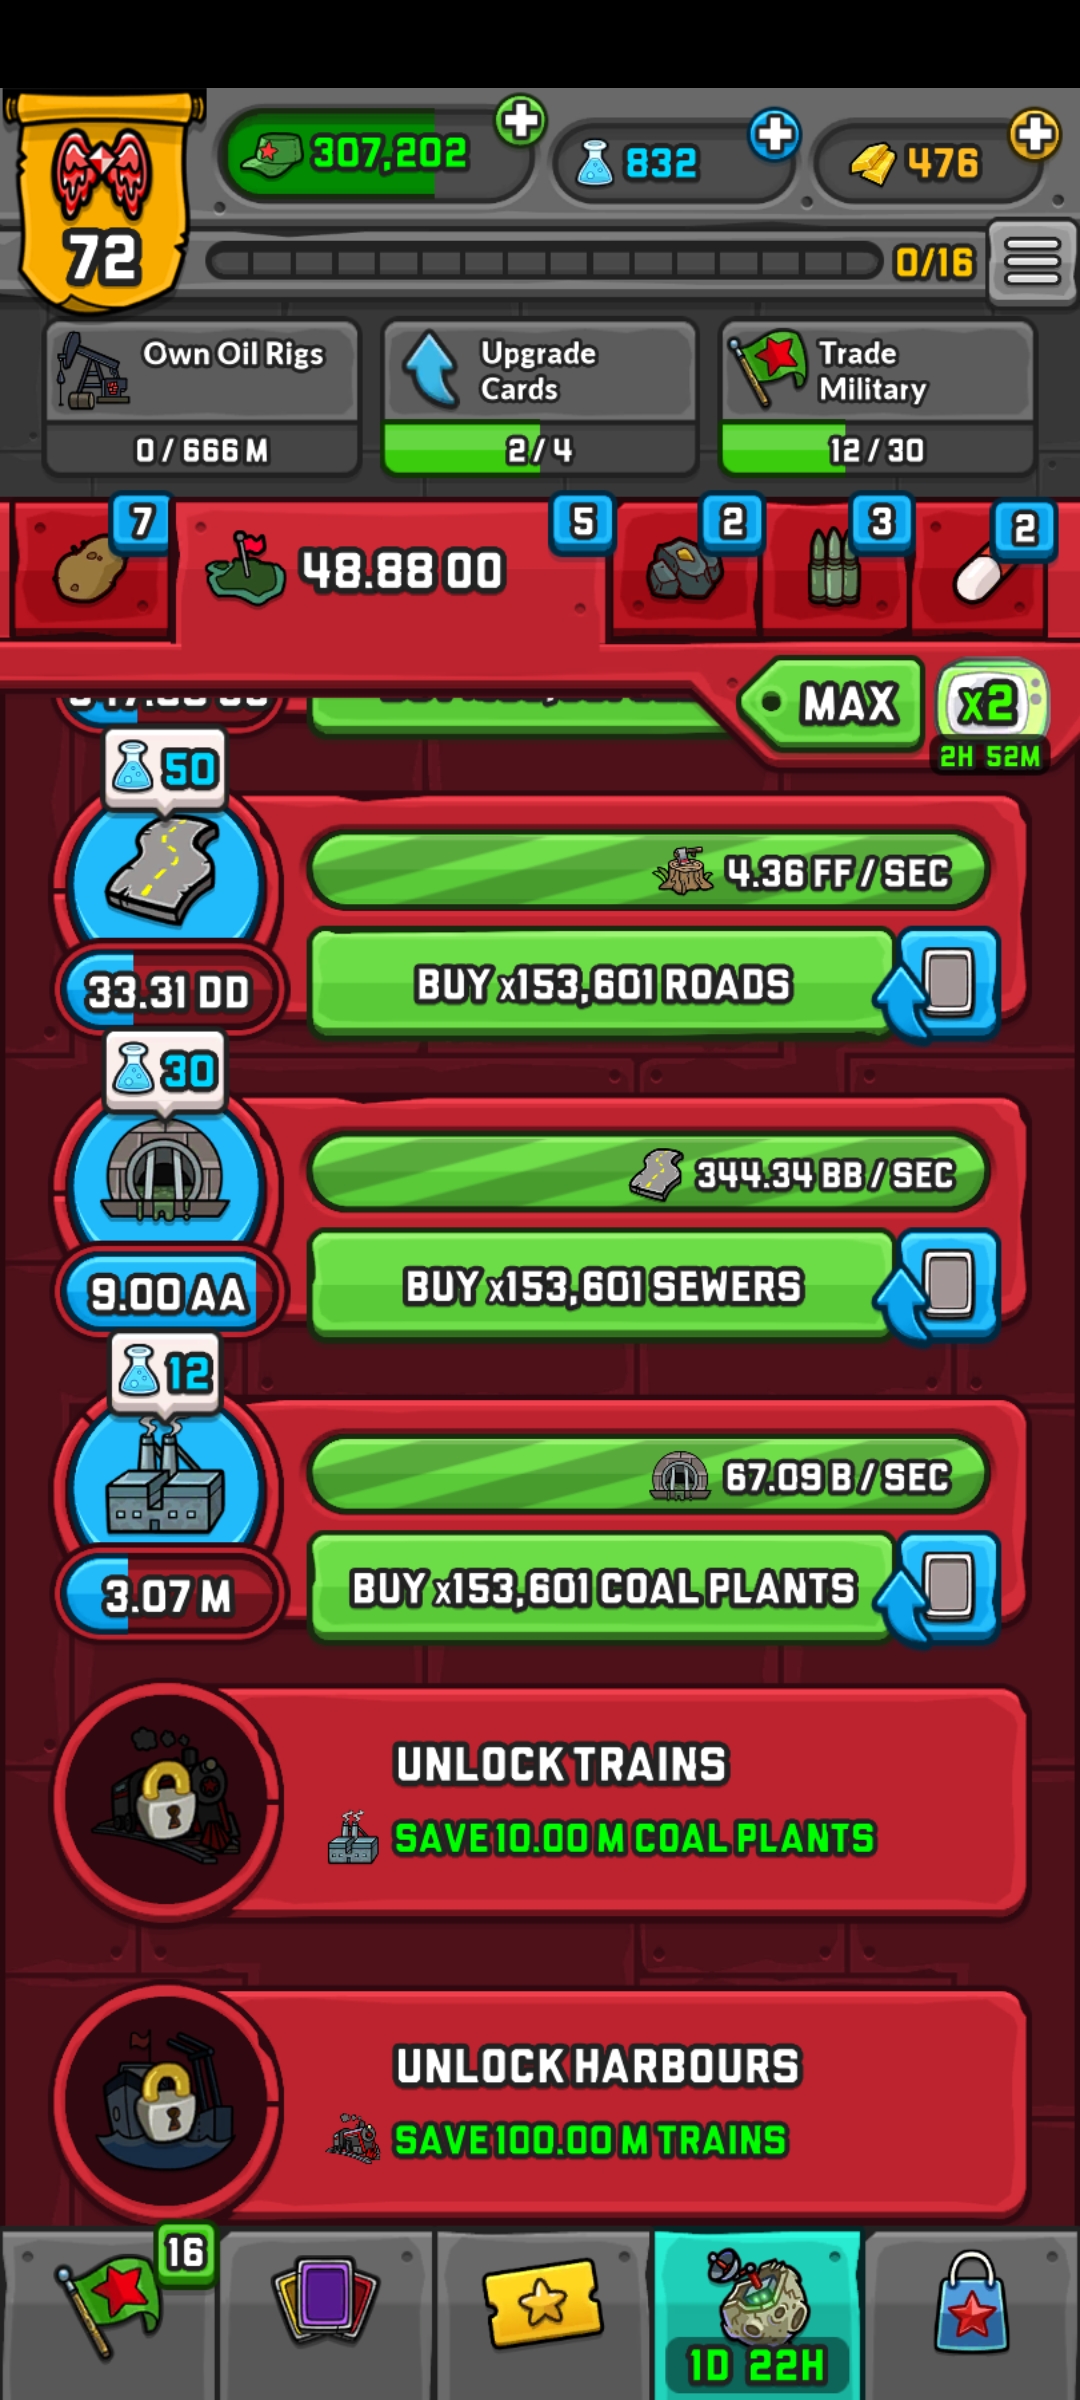 307,202
832
476
72
0/16
Own Oil Rigs
0 / 666 M
Upgrade
Cards
2 / 4
Trade
Military
12 / 30
7
48.88 OO
5
2
3
2
MAX
x2
2H 52M
50
4.36 FF / SEC
33.31 DD
BUY x153,601 ROADS
30
344.34 BB / SEC
9.00 AA
BUY x153,601 SEWERS
12
67.09 B / SEC
3.07 M
BUY x153,601 COAL PLANTS
UNLOCK TRAINS
SAVE 10.00 M COAL PLANTS
UNLOCK HARBOURS
SAVE 100.00 M TRAINS
16
1D 22H